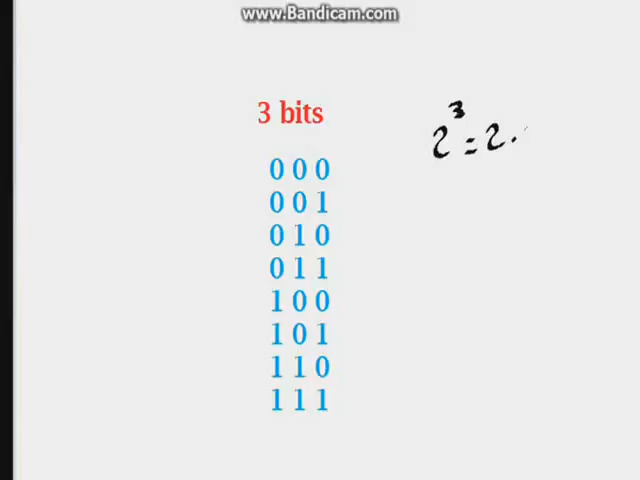 www.Bandicam.com
3 bits
2³ = 2 .
0 0 0
0 0 1
0 1 0
0 1 1
1 0 0
1 0 1
1 1 0
1 1 1